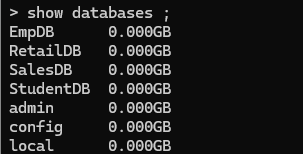 > show databases ;
EmpDB      0.000GB
RetailDB   0.000GB
SalesDB    0.000GB
StudentDB  0.000GB
admin      0.000GB
config     0.000GB
local      0.000GB